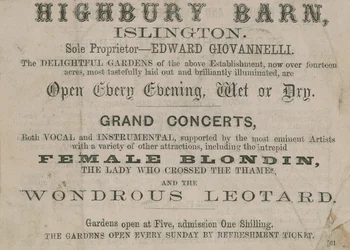 HIGHBURY BARN,
ISLINGTON.
Sole Proprietor—EDWARD GIOVANNELLI.
The DELIGHTFUL GARDENS of the above Establishment, now over fourteen
acres, most tastefully laid out and brilliantly illuminated, are
Open Every Evening, Wet or Dry.
GRAND CONCERTS,
Both VOCAL and INSTRUMENTAL, supported by the most eminent Artists
with a variety of other attractions, including the intrepid
FEMALE BLONDIN,
THE LADY WHO CROSSED THE THAMES,
AND THE
WONDROUS LEOTARD.
Gardens open at Five, admission One Shilling.
THE GARDENS OPEN EVERY SUNDAY BY REFRESHMENT TICKET.